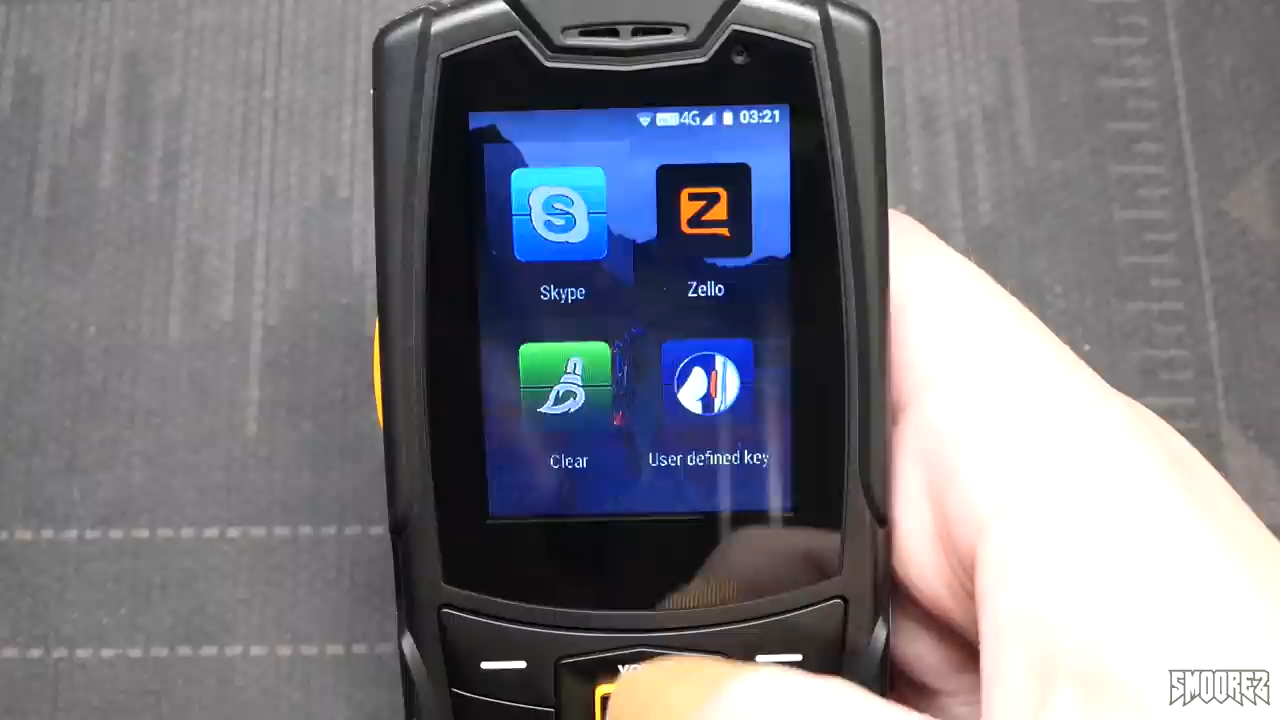 4G 03:21
Skype
Zello
Clear
User defined key
SMOOREZ